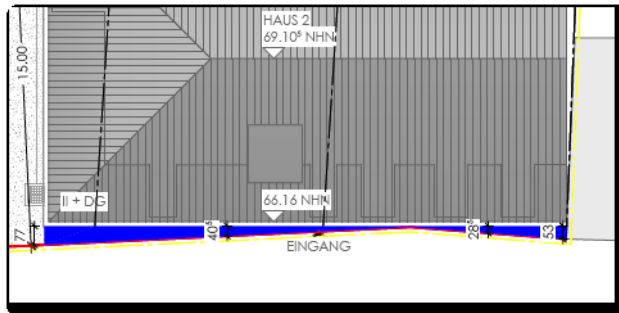 HAUS 2
69.10⁵ NHN
15.00
II + DG
66.16 NHN
77
40⁵
28⁵
53
EINGANG